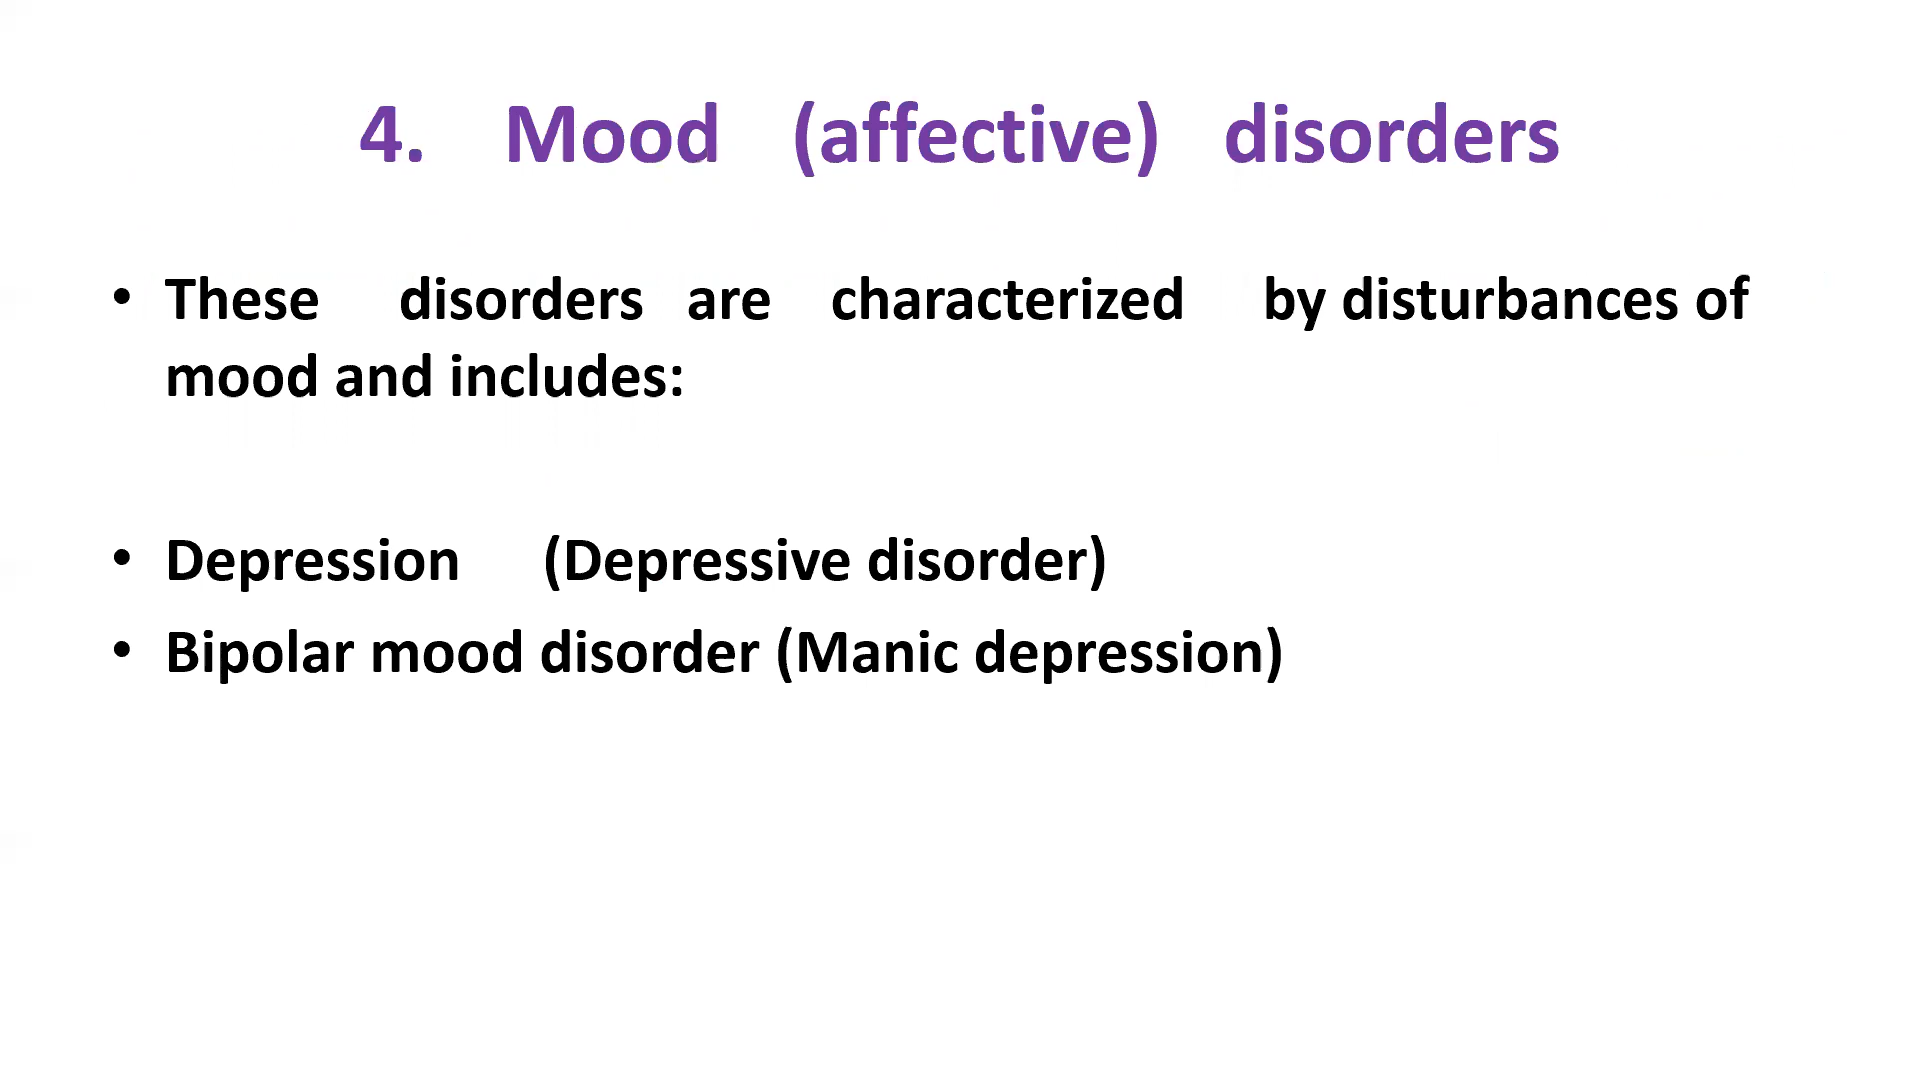 4. Mood (affective) disorders
• These disorders are characterized by disturbances of
mood and includes:
• Depression (Depressive disorder)
• Bipolar mood disorder (Manic depression)